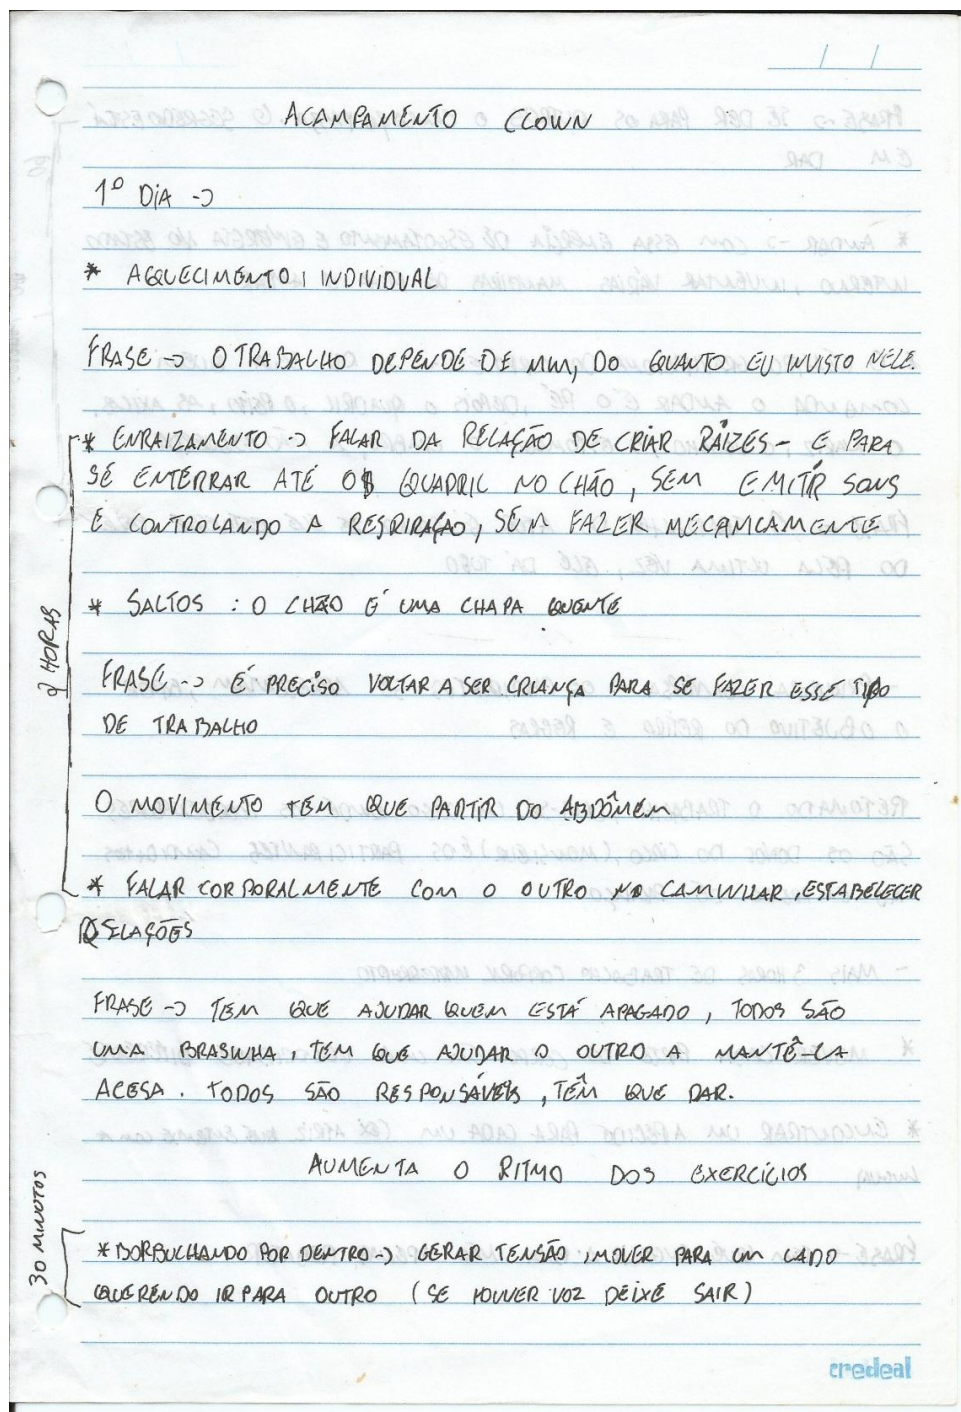 / /
ACAMPAMENTO CLOWN
1º DIA ->
* AQUECIMENTO INDIVIDUAL
FRASE -> O TRABALHO DEPENDE DE MIM, DO QUANTO EU INVISTO NELE.
* ENRAIZAMENTO -> FALAR DA RELAÇÃO DE CRIAR RAÍZES - E PARA
SE ENTERRAR ATÉ O QUADRIL NO CHÃO, SEM EMITIR SONS
E CONTROLANDO A RESPIRAÇÃO, SEM FAZER MECANICAMENTE
* SALTOS : O CHÃO É UMA CHAPA QUENTE
2 HORAS
FRASE -> É PRECISO VOLTAR A SER CRIANÇA PARA SE FAZER ESSE TIPO
DE TRABALHO
O MOVIMENTO TEM QUE PARTIR DO ABDÔMEM
* FALAR CORPORALMENTE COM O OUTRO NO CAMINHAR, ESTABELECER
RELAÇÕES
FRASE -> TEM QUE AJUDAR QUEM ESTÁ APAGADO, TODOS SÃO
UMA BRASINHA, TEM QUE AJUDAR O OUTRO A MANTÊ-LA
ACESA. TODOS SÃO RESPONSÁVEIS, TÊM QUE DAR.
AUMENTA O RITMO DOS EXERCÍCIOS
30 MINUTOS
* BORBULHANDO POR DENTRO -> GERAR TENSÃO, MOVER PARA UM LADO
QUERENDO IR PARA OUTRO (SE HOUVER VOZ DEIXE SAIR)
credeal